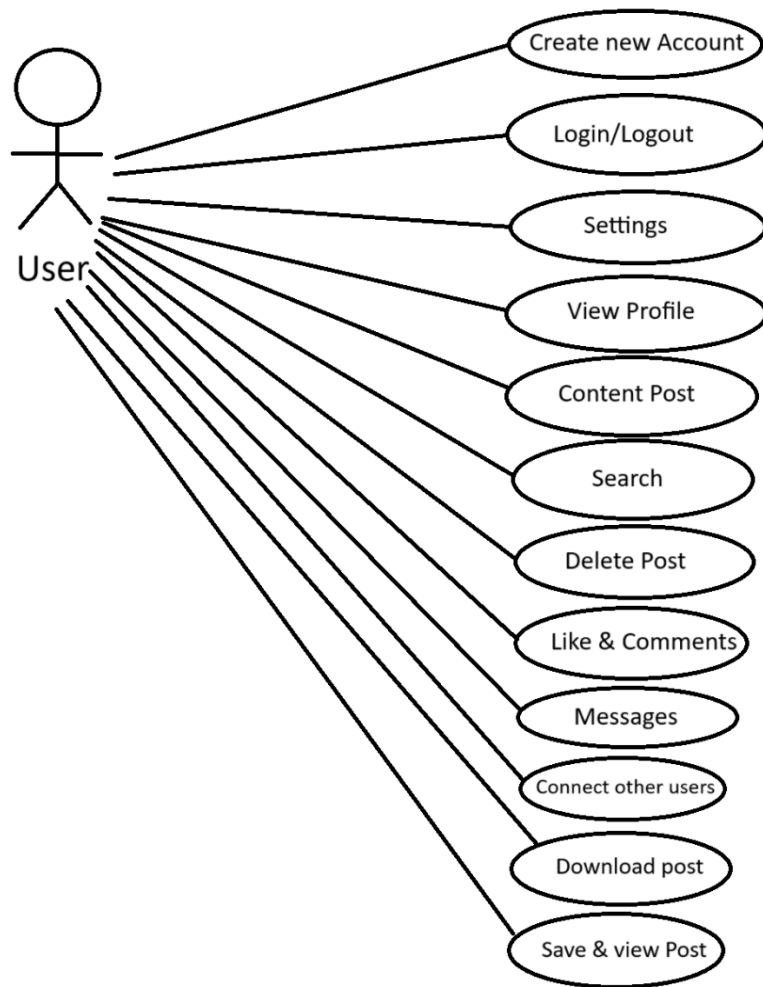 Create new Account
Login/Logout
Settings
User
View Profile
Content Post
Search
Delete Post
Like & Comments
Messages
Connect other users
Download post
Save & view Post